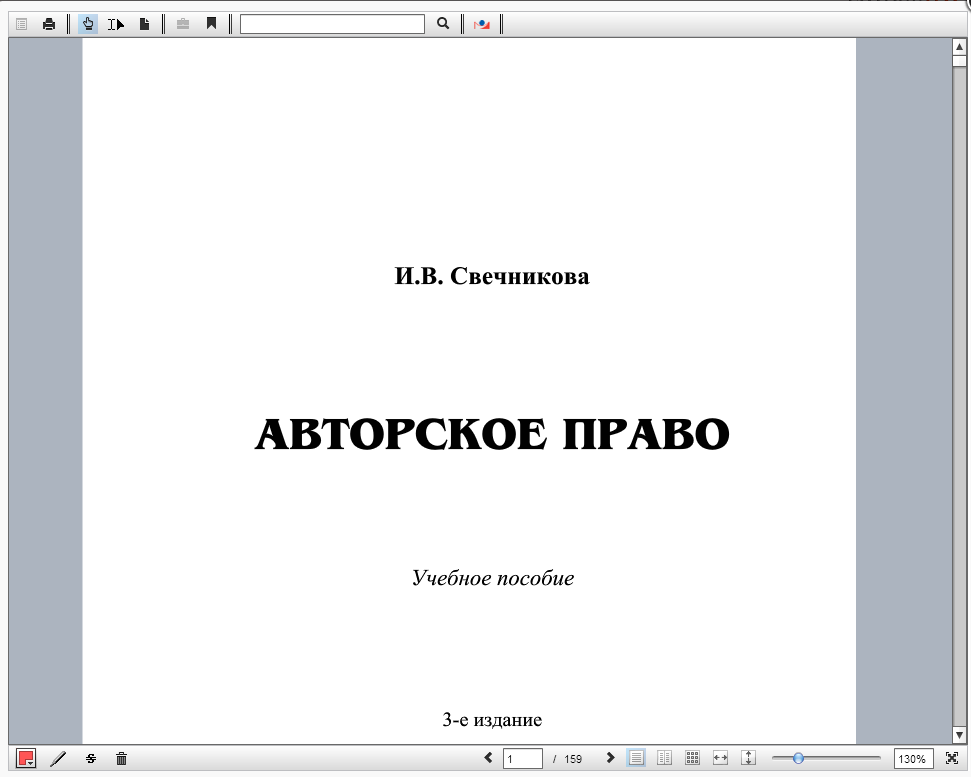 И.В. Свечникова
АВТОРСКОЕ ПРАВО
Учебное пособие
3-е издание
1 / 159
130%